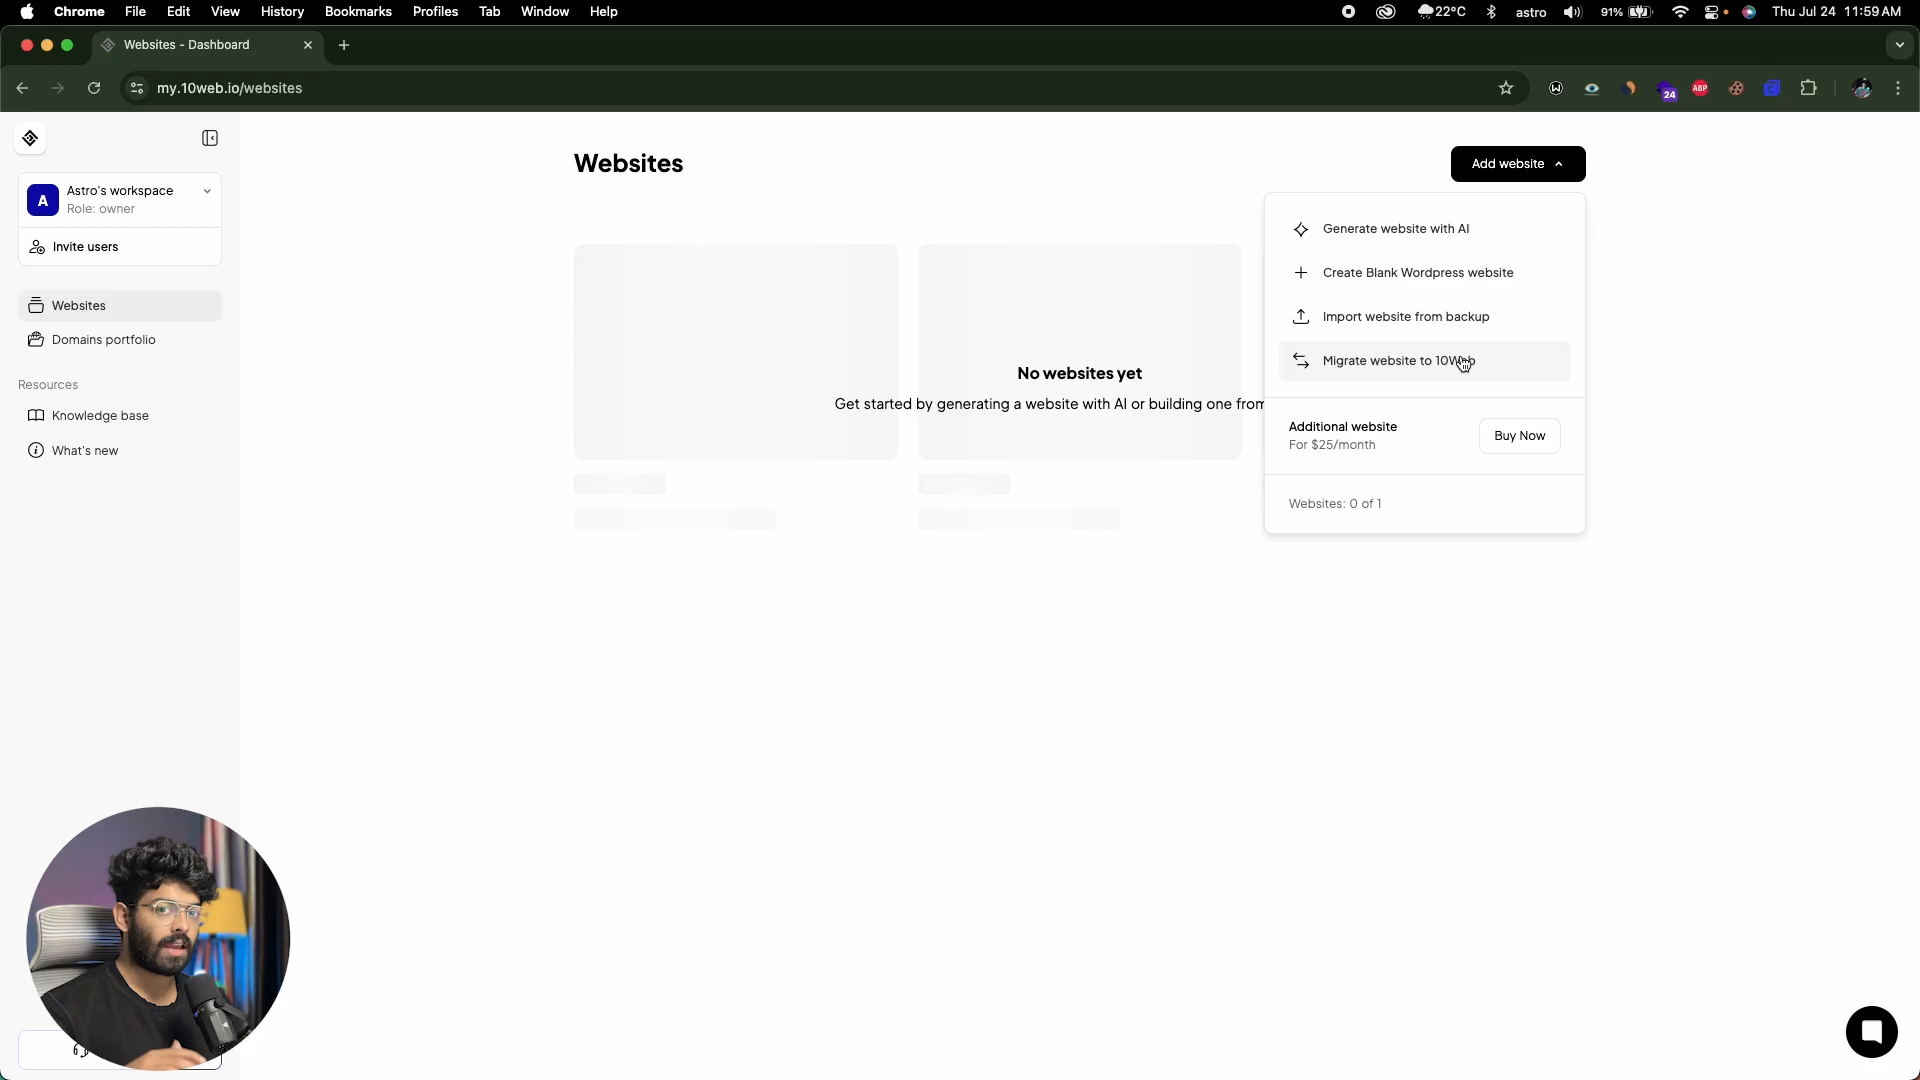 Chrome File Edit View History Bookmarks Profiles Tab Window Help
22°C astro 91% Thu Jul 24 11:59 AM
Websites - Dashboard
my.10web.io/websites
24
ABP
Websites
Add website
A
Astro's workspace
Role: owner
Invite users
Websites
Domains portfolio
Resources
Knowledge base
What's new
Generate website with AI
Create Blank Wordpress website
Import website from backup
Migrate website to 10Web
No websites yet
Get started by generating a website with AI or building one from
Additional website
For $25/month
Buy Now
Websites: 0 of 1